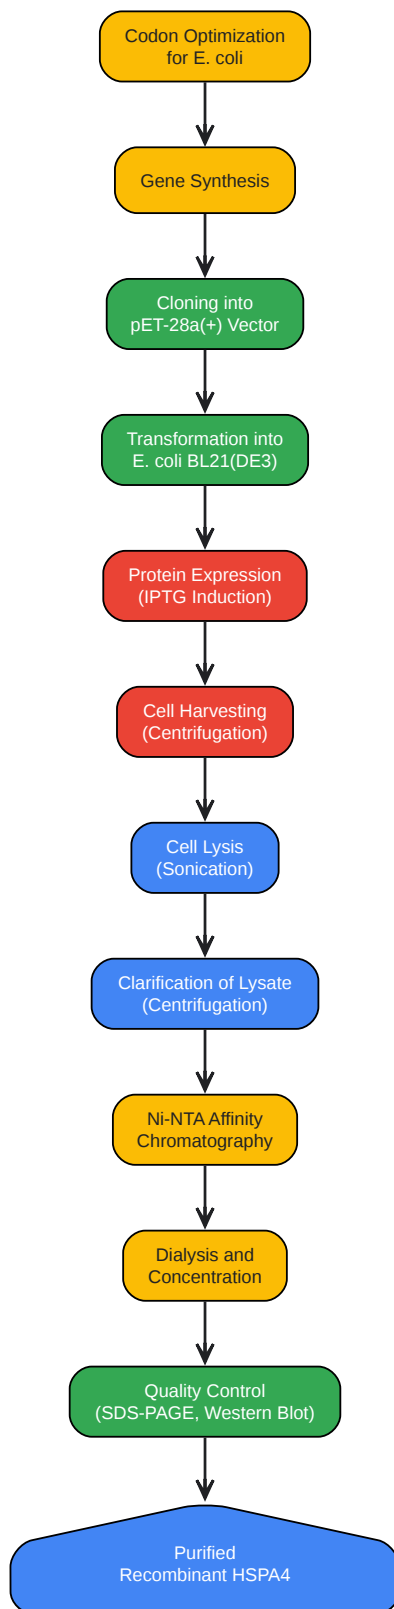 Codon Optimization
for E. coli
Gene Synthesis
Cloning into
pET-28a(+) Vector
Transformation into
E. coli BL21(DE3)
Protein Expression
(IPTG Induction)
Cell Harvesting
(Centrifugation)
Cell Lysis
(Sonication)
Clarification of Lysate
(Centrifugation)
Ni-NTA Affinity
Chromatography
Dialysis and
Concentration
Quality Control
(SDS-PAGE, Western Blot)
Purified
Recombinant HSPA4